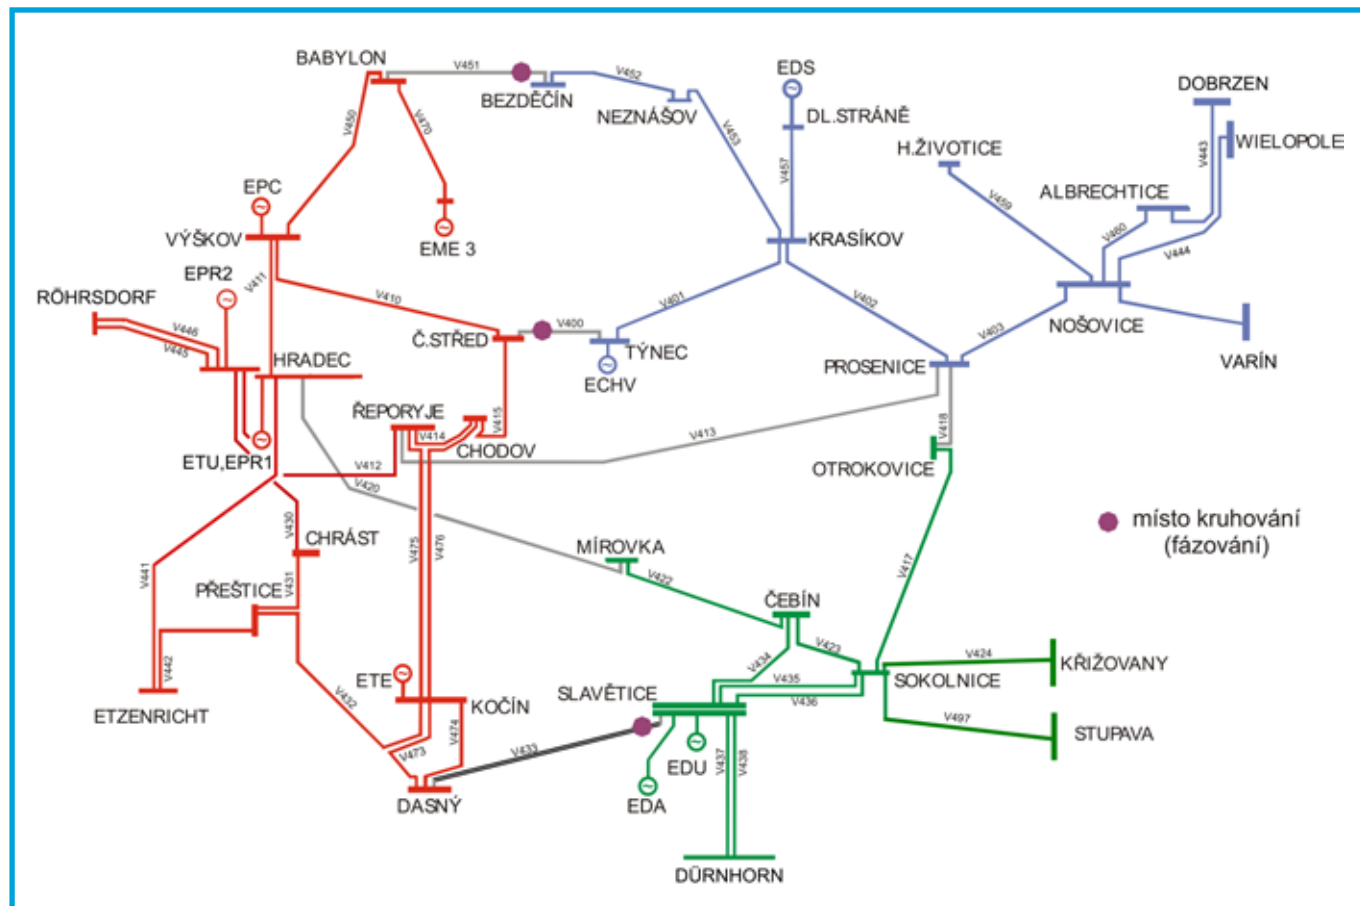 BABYLON
V451
BEZDĚČÍN
V452
NEZNÁŠOV
EDS
DL.STRÁNĚ
DOBRZEN
WIELOPOLE
H.ŽIVOTICE
ALBRECHTICE
V443
V450
V470
V453
V457
V459
V460
V444
EPC
VÝŠKOV
EME 3
KRASÍKOV
EPR2
RÖHRSDORF
V411
V410
V401
V402
V403
NOŠOVICE
VARÍN
V446
V445
HRADEC
Č.STŘED
V400
TÝNEC
ECHV
PROSENICE
ŘEPORYJE
V414
V415
CHODOV
V413
V418
ETU,EPR1
V412
OTROKOVICE
V420
V430
CHRÁST
V475
V476
MÍROVKA
V422
V417
místo kruhování
(fázování)
V441
PŘEŠTICE
V431
ČEBÍN
V434
V423
V424
KŘIŽOVANY
V442
ETZENRICHT
V432
ETE
KOČÍN
V474
V473
SLAVĚTICE
V435
V436
SOKOLNICE
V497
STUPAVA
V433
EDU
EDA
V437
V438
DASNÝ
DÜRNHORN